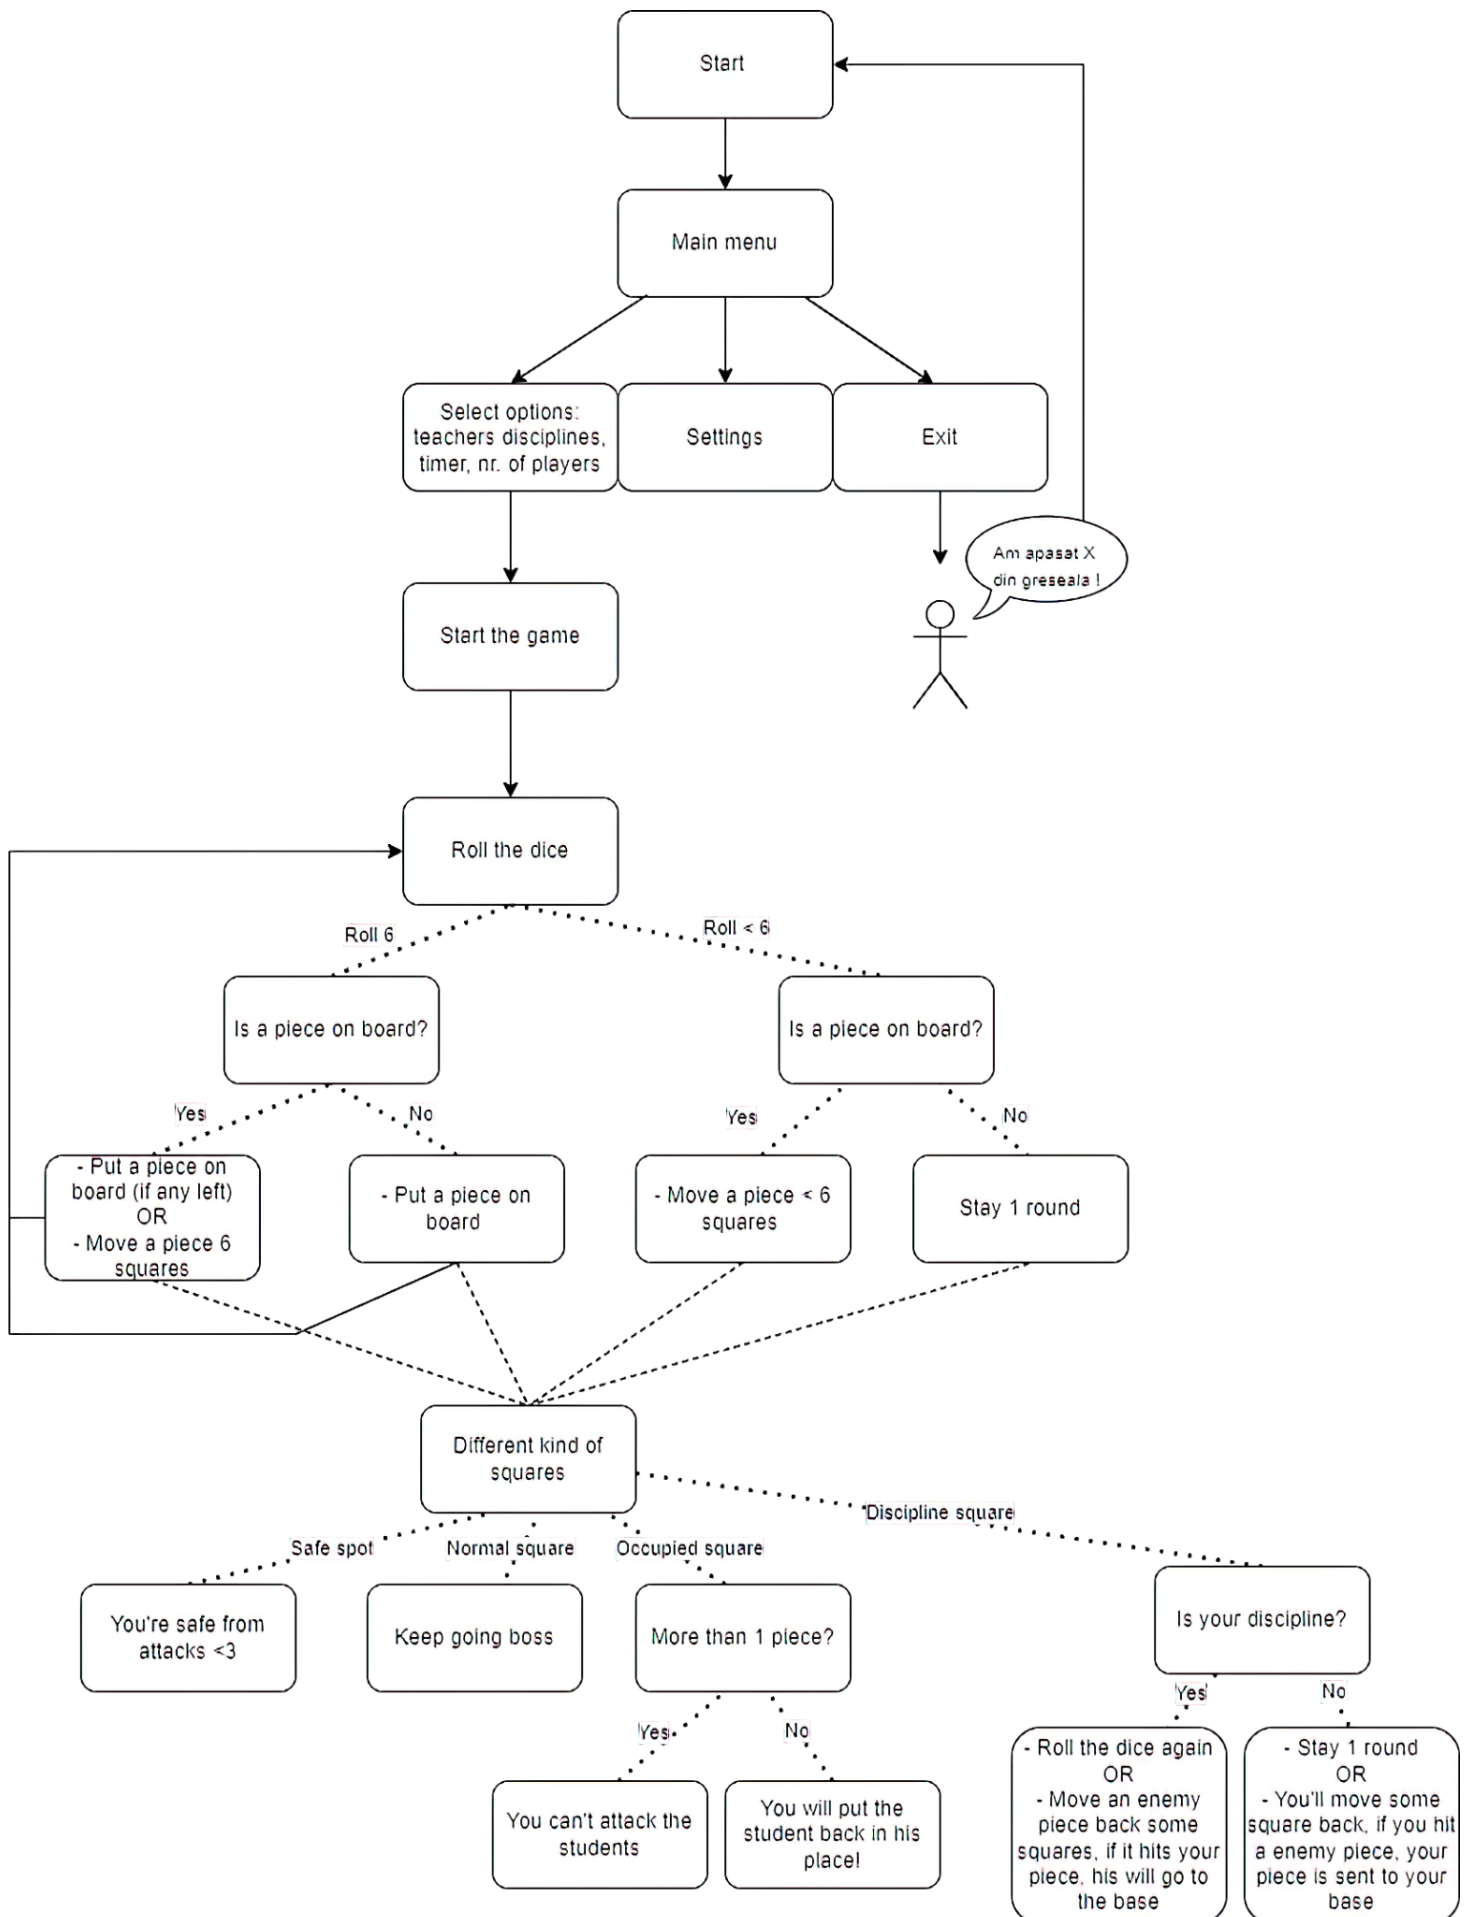 Start
Main menu
Select options:
teachers disciplines,
timer, nr. of players
Settings
Exit
Am apasat X
din greseala !
Start the game
Roll the dice
Roll 6
Roll < 6
Is a piece on board?
Is a piece on board?
Yes
No
Yes
No
- Put a piece on
board (if any left)
OR
- Move a piece 6
squares
- Put a piece on
board
- Move a piece < 6
squares
Stay 1 round
Different kind of
squares
Safe spot
Normal square
Occupied square
Discipline square
You're safe from
attacks <3
Keep going boss
More than 1 piece?
Is your discipline?
Yes
No
Yes
No
You can't attack the
students
You will put the
student back in his
place!
- Roll the dice again
OR
- Move an enemy
piece back some
squares, if it hits your
piece, his will go to
the base
- Stay 1 round
OR
- You'll move some
square back, if you hit
a enemy piece, your
piece is sent to your
base